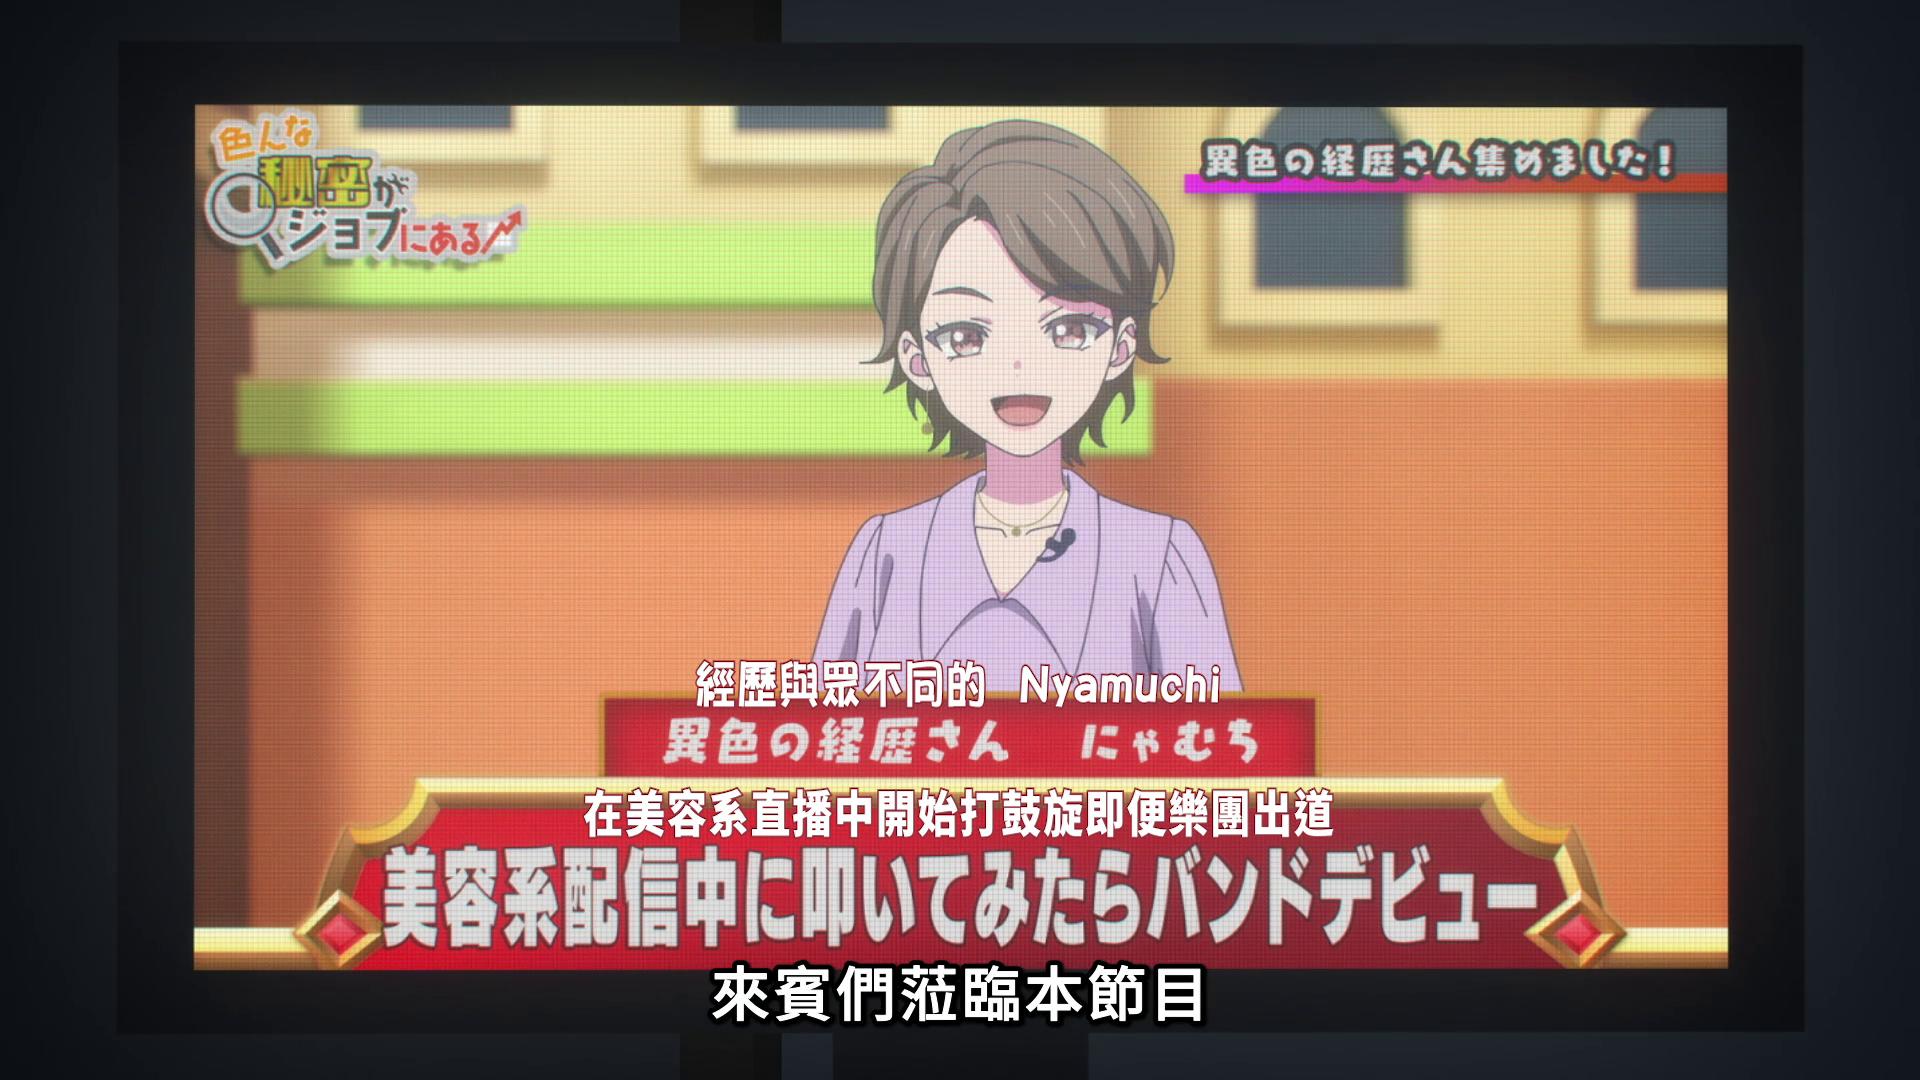 色んな
秘密が
ジョブにある
異色の経歴さん集めました！
經歷與眾不同的　Nyamuchi
異色の経歴さん　にゃむち
在美容系直播中開始打鼓旋即便樂團出道
美容系配信中に叩いてみたらバンドデビュー
來賓們蒞臨本節目